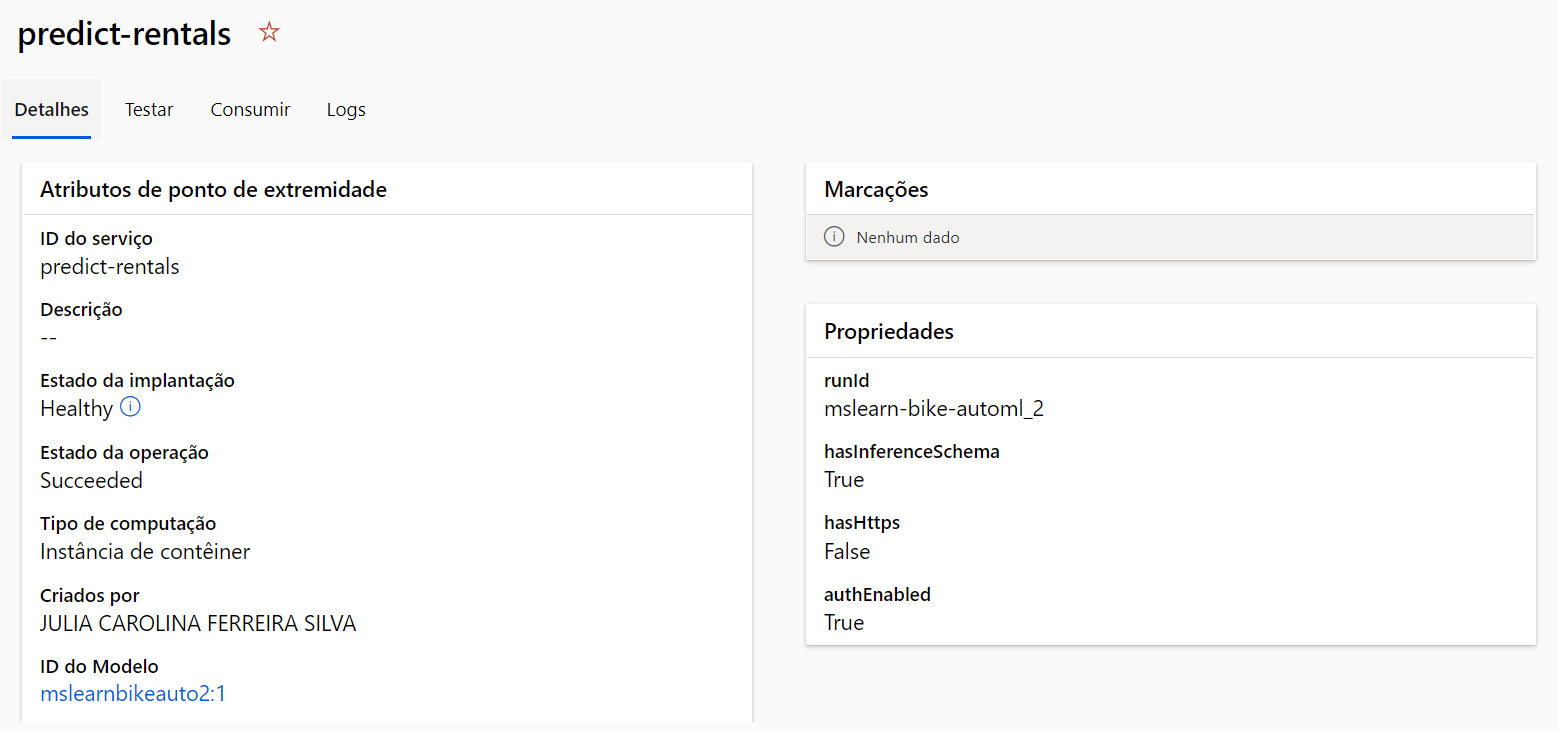 predict-rentals
Detalhes Testar Consumir Logs
Atributos de ponto de extremidade
ID do serviço
predict-rentals
Descrição
--
Estado da implantação
Healthy
Estado da operação
Succeeded
Tipo de computação
Instância de contêiner
Criados por
JULIA CAROLINA FERREIRA SILVA
ID do Modelo
mslearnbikeauto2:1
Marcações
Nenhum dado
Propriedades
runId
mslearn-bike-automl_2
hasInferenceSchema
True
hasHttps
False
authEnabled
True